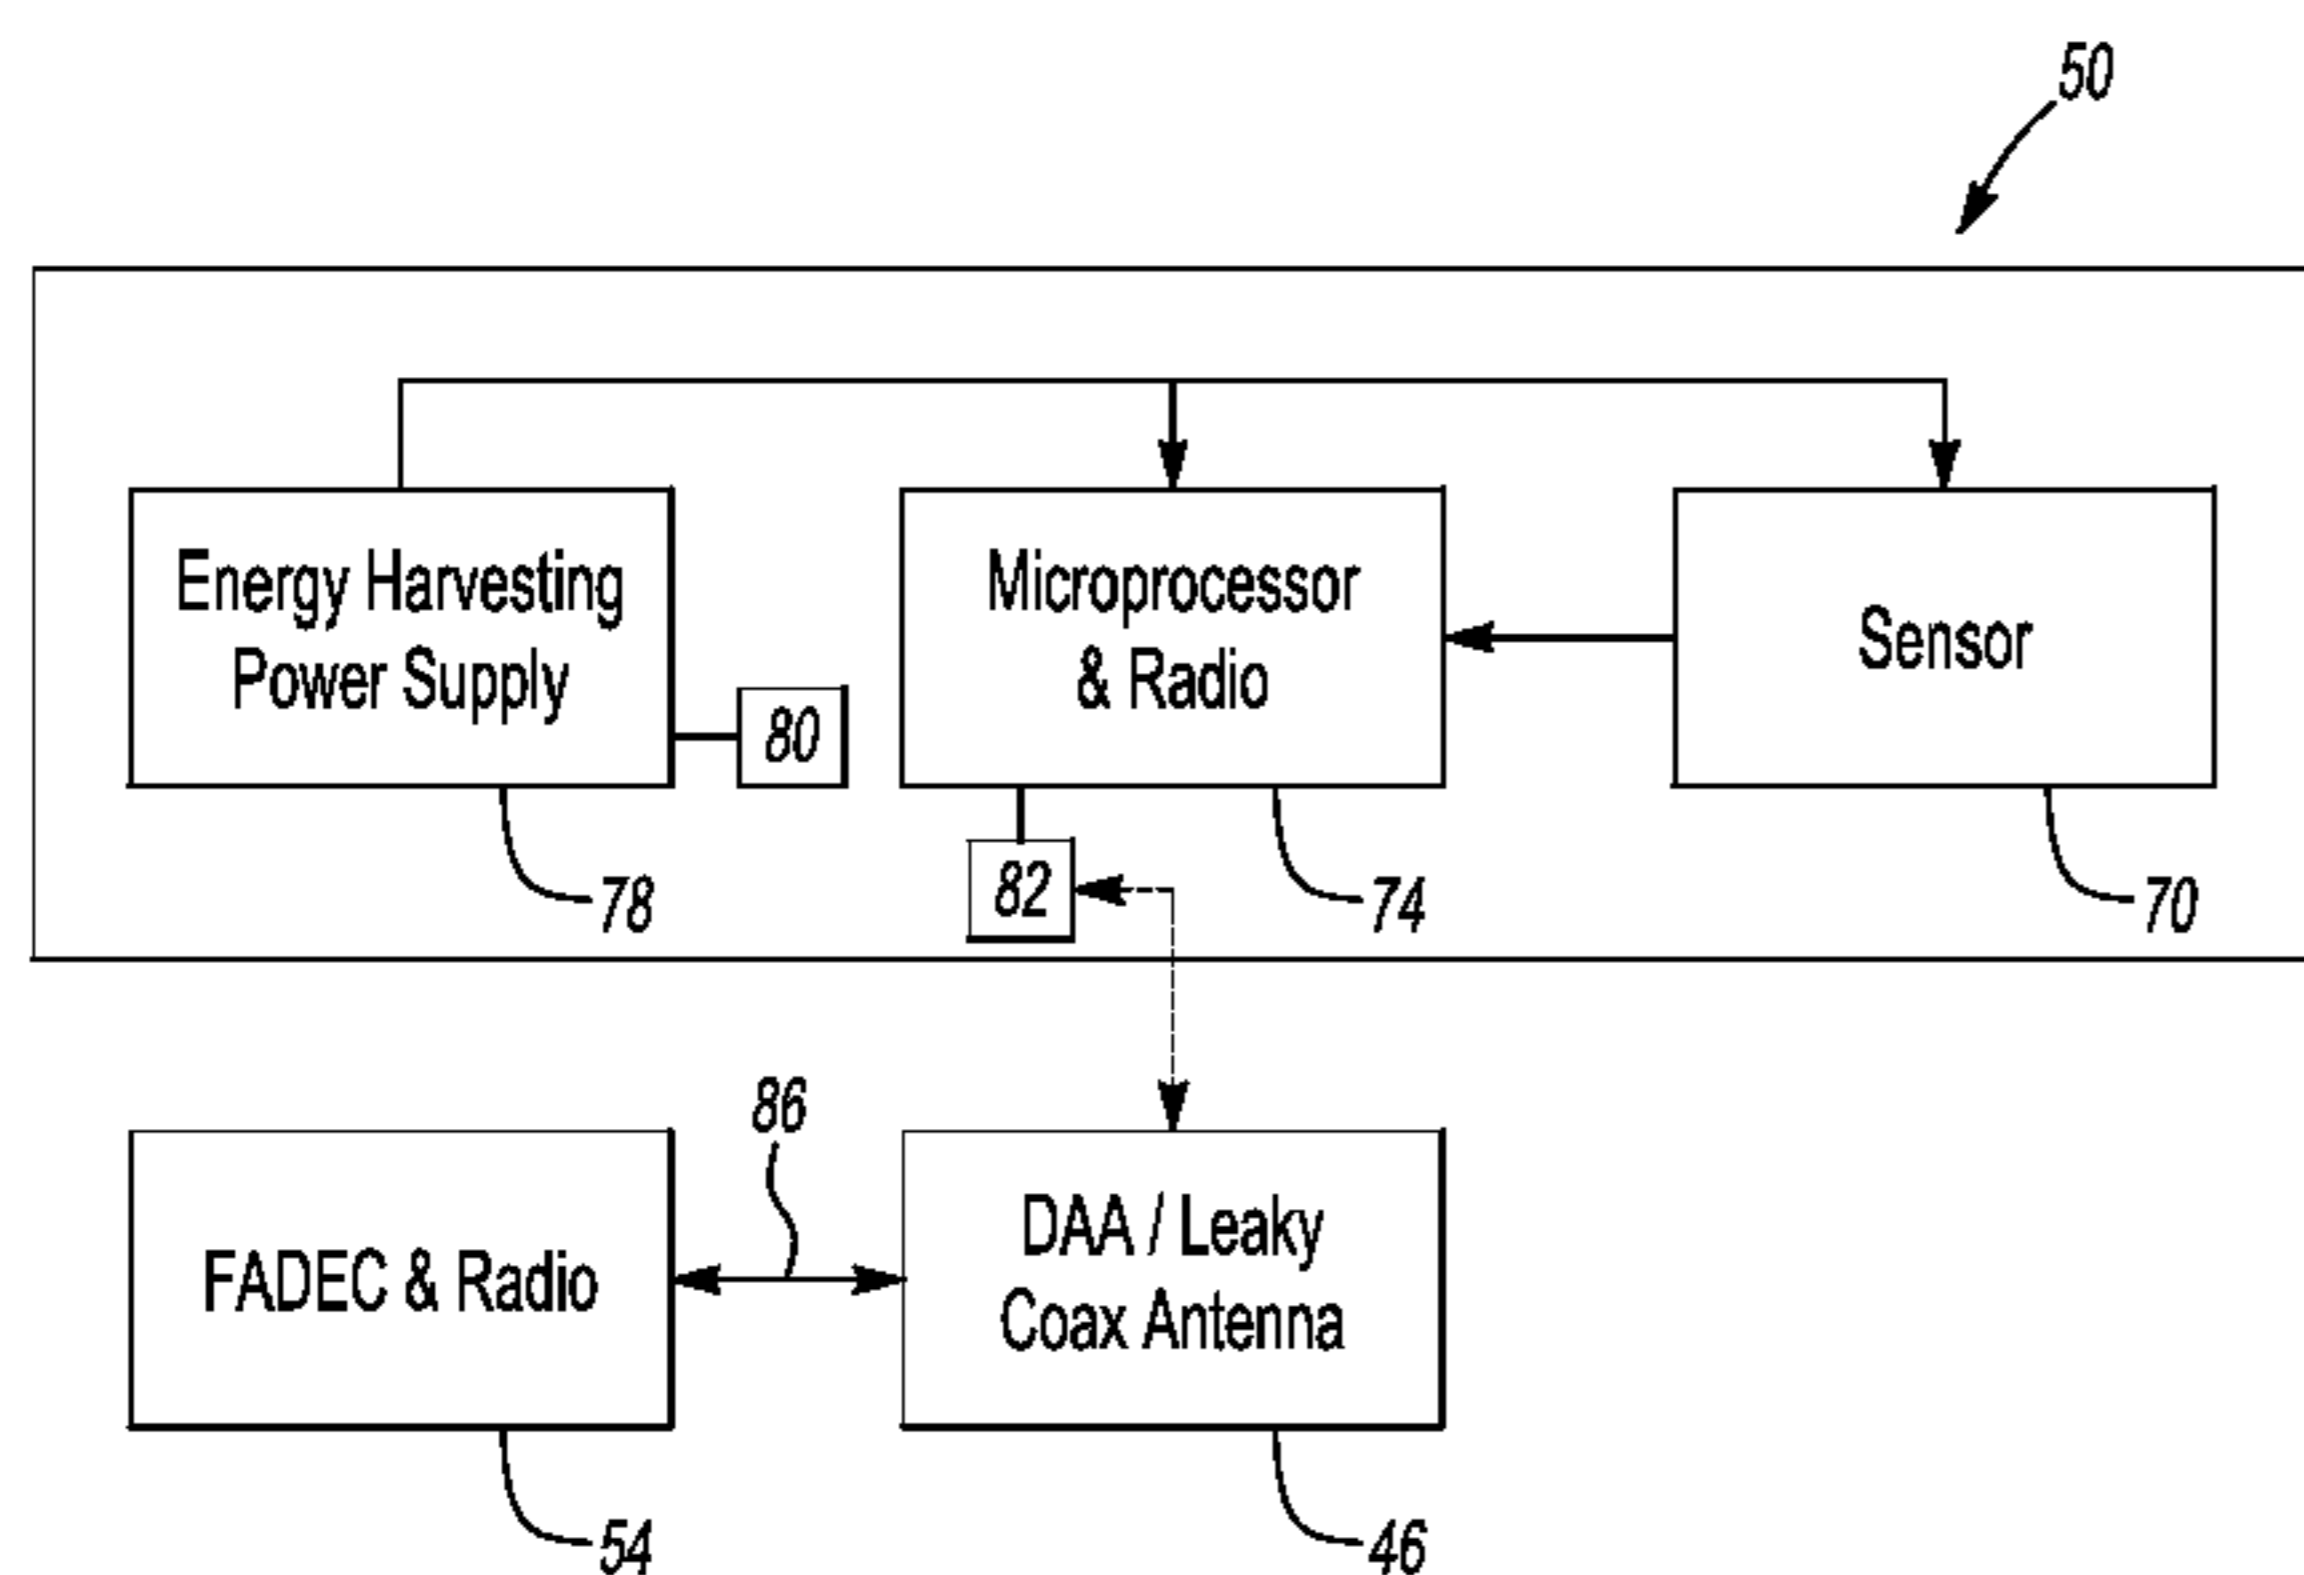 50
Energy Harvesting
Power Supply
80
Microprocessor
& Radio
Sensor
82
78
74
70
86
FADEC & Radio
DAA / Leaky
Coax Antenna
54
46